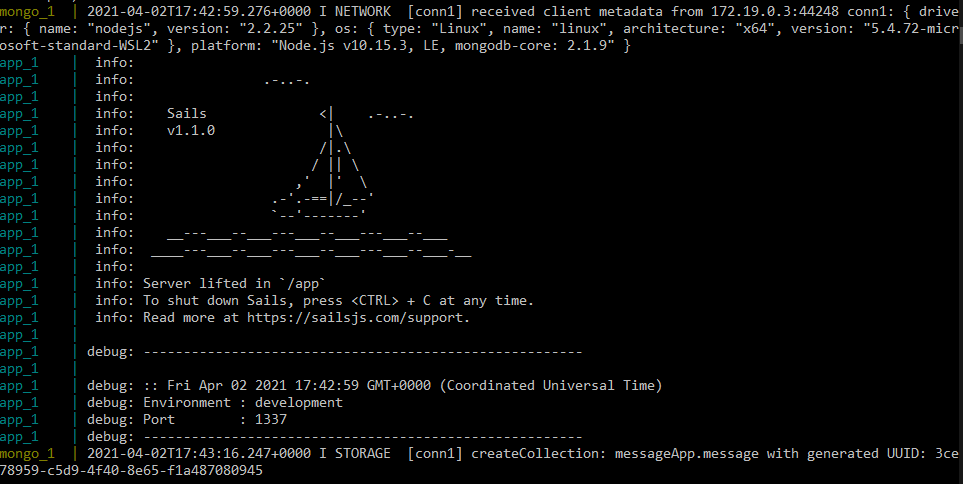 mongo_1  | 2021-04-02T17:42:59.276+0000 I NETWORK  [conn1] received client metadata from 172.19.0.3:44248 conn1: { drive
r: { name: "nodejs", version: "2.2.25" }, os: { type: "Linux", name: "linux", architecture: "x64", version: "5.4.72-micr
osoft-standard-WSL2" }, platform: "Node.js v10.15.3, LE, mongodb-core: 2.1.9" }
app_1    |  info:
app_1    |  info:                .-..-.
app_1    |  info:
app_1    |  info:    Sails              <|    .-..-.
app_1    |  info:    v1.1.0              |\
app_1    |  info:                       /|.\
app_1    |  info:                      / || \
app_1    |  info:                    ,'  |'  \
app_1    |  info:                 .-'.-==|/_--'
app_1    |  info:                 `--'-------'
app_1    |  info:    __---___--___---___--___---___--___
app_1    |  info:  ____---___--___---___--___---___--___-__
app_1    |  info:
app_1    |  info: Server lifted in `/app`
app_1    |  info: To shut down Sails, press <CTRL> + C at any time.
app_1    |  info: Read more at https://sailsjs.com/support.
app_1    |
app_1    | debug: -------------------------------------------------------
app_1    |
app_1    | debug: :: Fri Apr 02 2021 17:42:59 GMT+0000 (Coordinated Universal Time)
app_1    | debug: Environment : development
app_1    | debug: Port        : 1337
app_1    | debug: -------------------------------------------------------
mongo_1  | 2021-04-02T17:43:16.247+0000 I STORAGE  [conn1] createCollection: messageApp.message with generated UUID: 3ce
78959-c5d9-4f40-8e65-f1a487080945